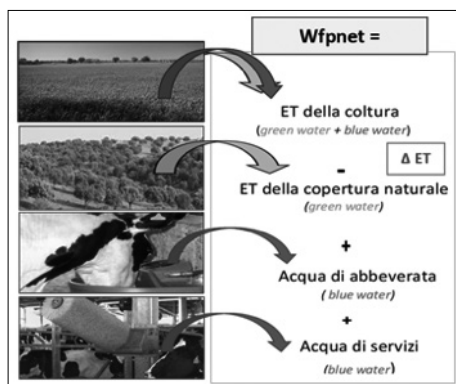 Wfpnet =
ET della coltura
(green water + blue water)
-
Δ ET
ET della copertura naturale
(green water)
+
Acqua di abbeverata
( blue water)
+
Acqua di servizi
(blue water)